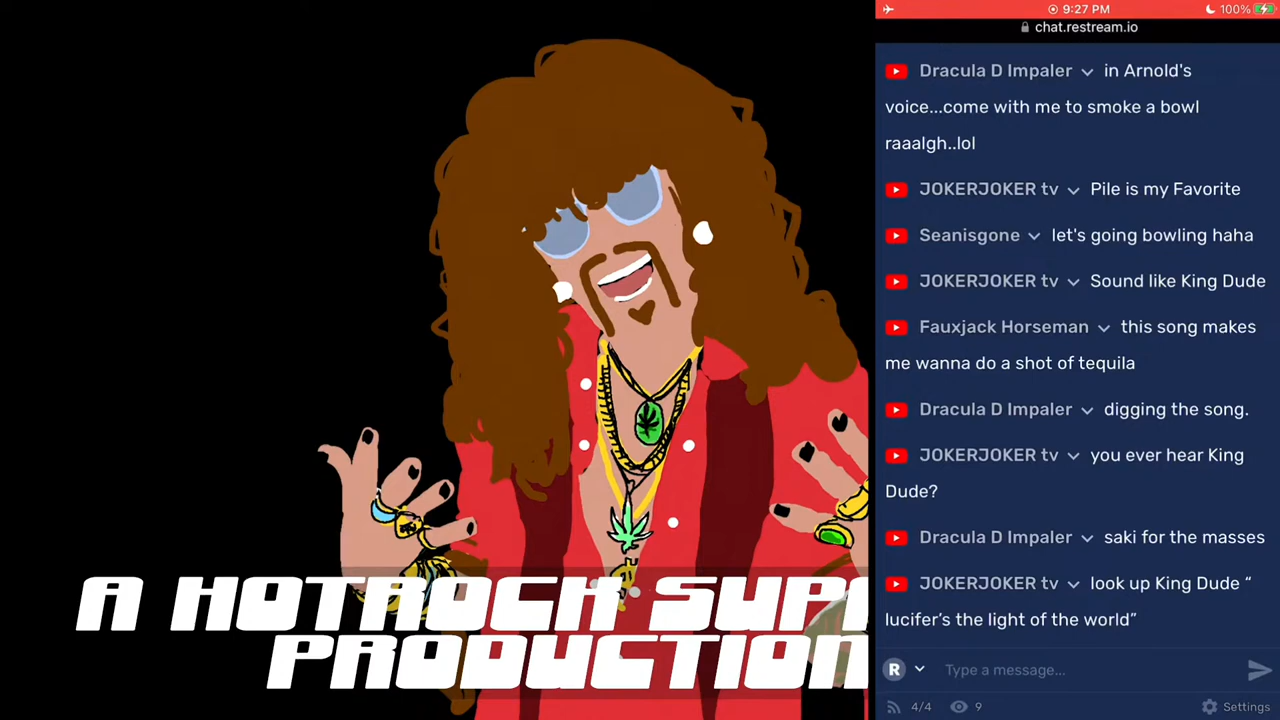 A HOTROCK
PRODUCTION
9:27 PM
100%
chat.restream.io
Dracula D Impaler in Arnold's
voice...come with me to smoke a bowl
raaalgh..lol
JOKERJOKER tv Pile is my Favorite
Seanisgone let's going bowling haha
JOKERJOKER tv Sound like King Dude
Fauxjack Horseman this song makes
me wanna do a shot of tequila
Dracula D Impaler digging the song.
JOKERJOKER tv you ever hear King
Dude?
Dracula D Impaler saki for the masses
JOKERJOKER tv look up King Dude “
lucifer’s the light of the world”
R Type a message...
4/4 9 Settings